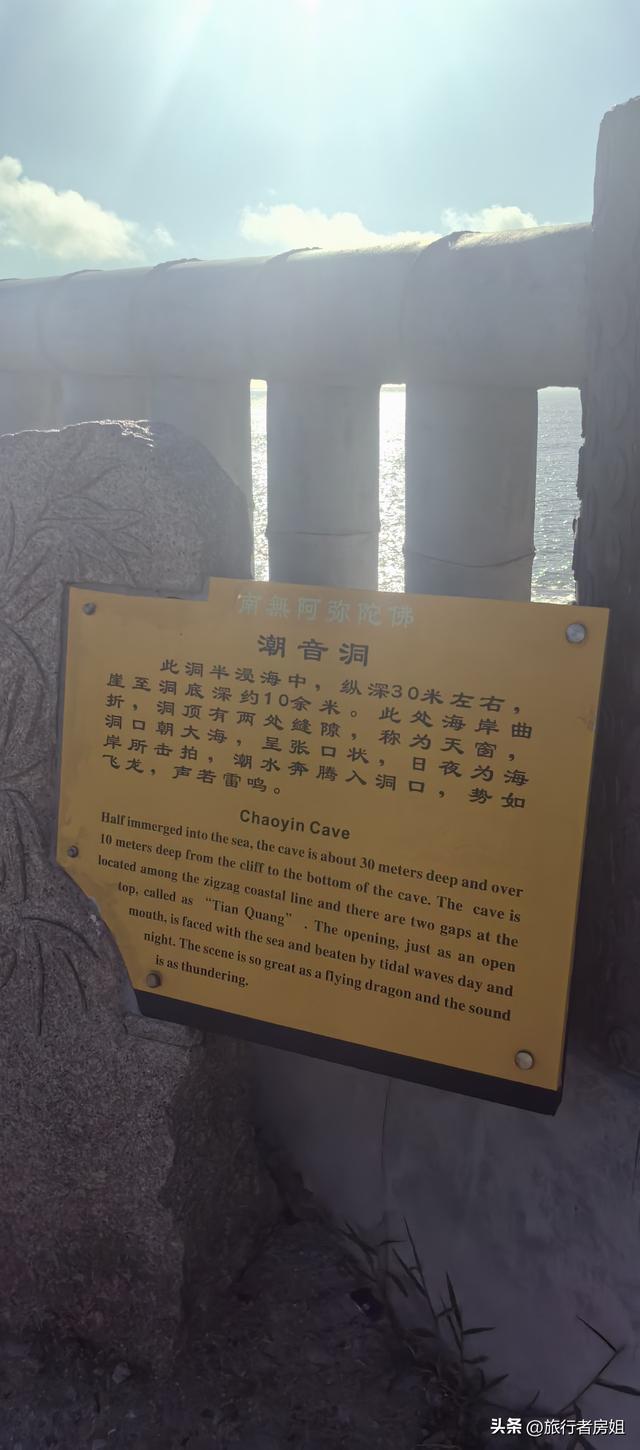 南無阿弥陀佛
潮音洞
此洞半浸海中，纵深30米左右，
崖至洞底深约10余米。此处海岸曲
折，洞顶有两处缝隙，称为天窗，
洞口朝大海，呈张口状，日夜为海
岸所击拍，潮水奔腾入洞口，势如
飞龙，声若雷鸣。
Chaoyin Cave
Half immerged into the sea, the cave is about 30 meters deep and over
10 meters deep from the cliff to the bottom of the cave. The cave is
located among the zigzag coastal line and there are two gaps at the
top, called as “Tian Quang” . The opening, just as an open
mouth, is faced with the sea and beaten by tidal waves day and
night. The scene is so great as a flying dragon and the sound
is as thundering.
头条 @旅行者房姐